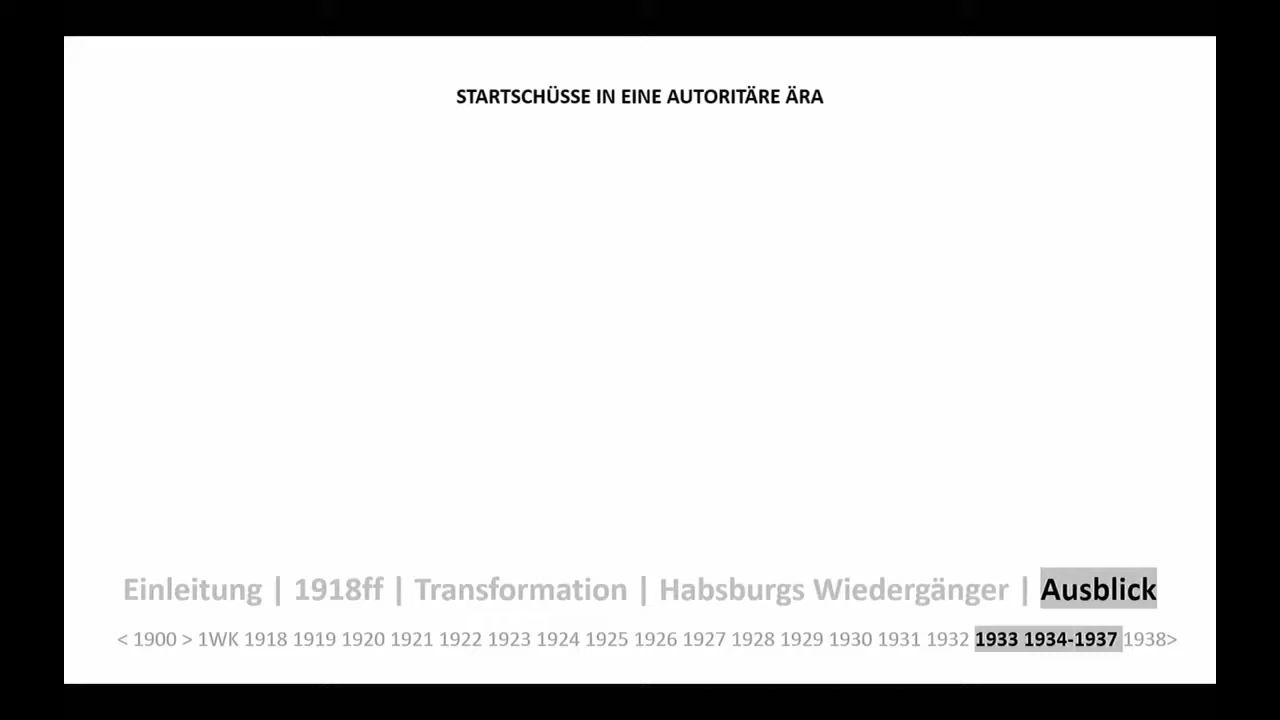 STARTSCHÜSSE IN EINE AUTORITÄRE ÄRA
Einleitung | 1918ff | Transformation | Habsburgs Wiedergänger | Ausblick
< 1900 > 1WK 1918 1919 1920 1921 1922 1923 1924 1925 1926 1927 1928 1929 1930 1931 1932 1933 1934-1937 1938>